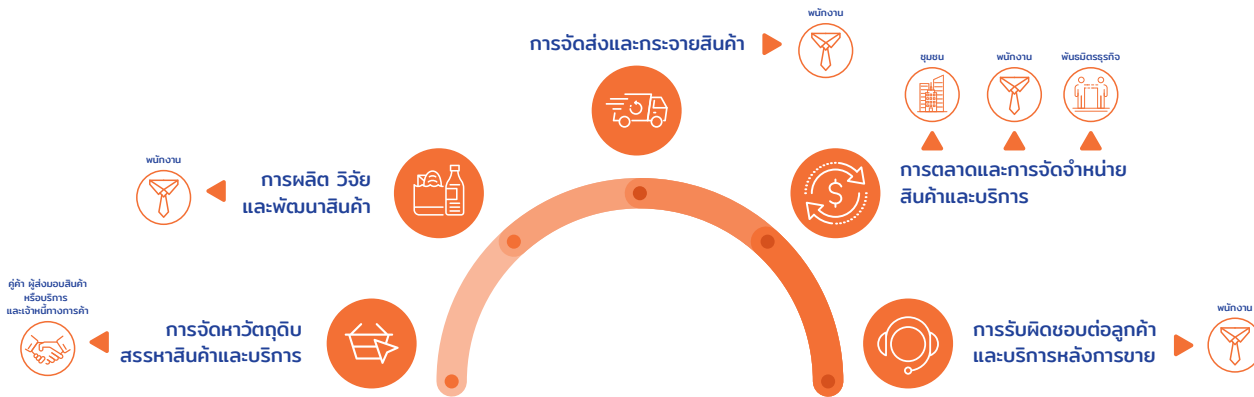 พนักงาน
การจัดส่งและกระจายสินค้า
ชุมชน
พนักงาน
พันธมิตรธุรกิจ
การตลาดและการจัดจำหน่าย
สินค้าและบริการ
$
พนักงาน
การผลิต วิจัย
และพัฒนาสินค้า
คู่ค้า ผู้ส่งมอบสินค้า
หรือบริการ
และเจ้าหนี้ทางการค้า
การจัดหาวัตถุดิบ
สรรหาสินค้าและบริการ
การรับผิดชอบต่อลูกค้า
และบริการหลังการขาย
พนักงาน